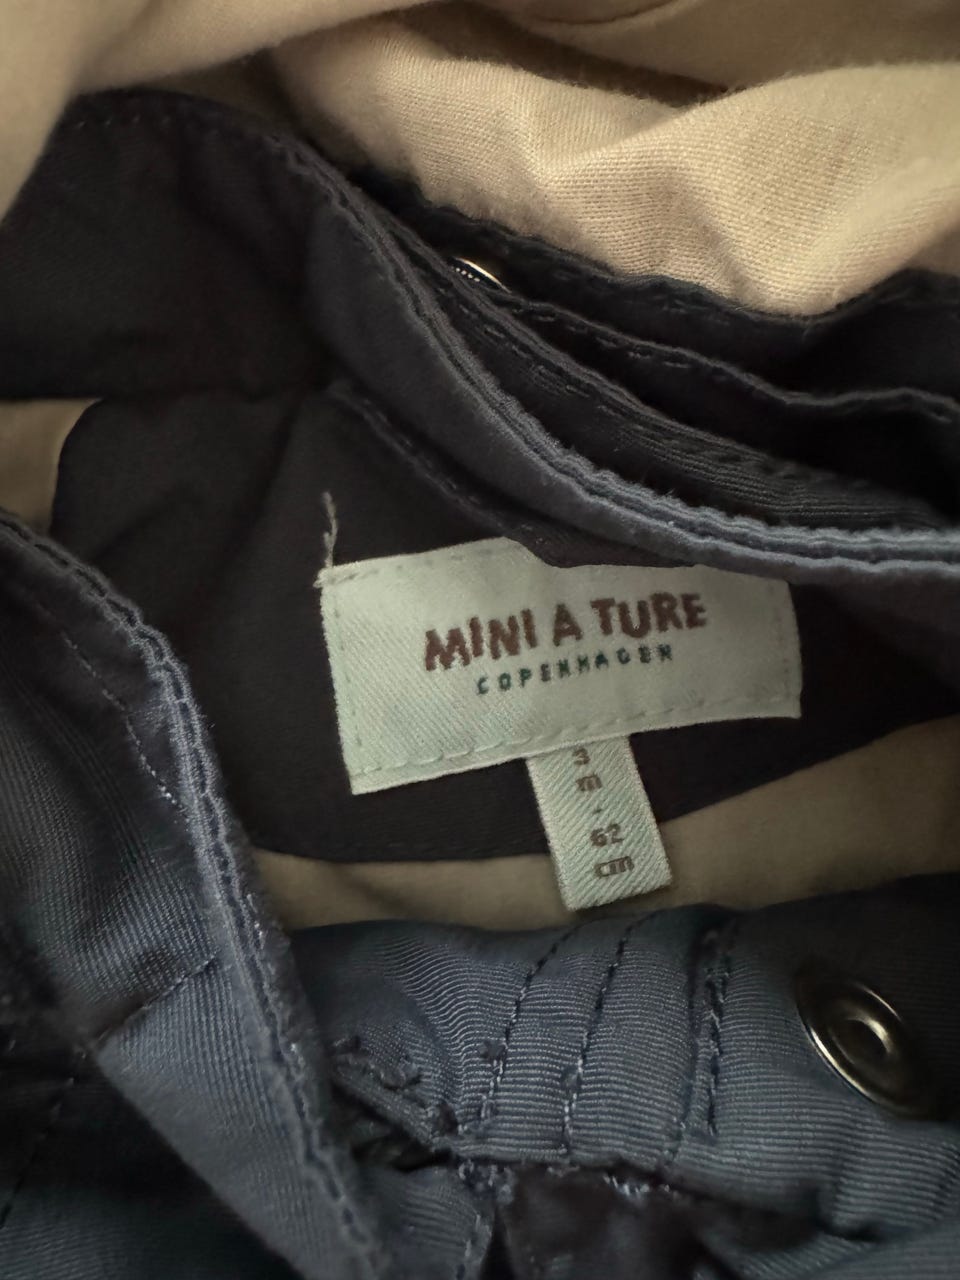 MINI A TURE
COPENHAGEN
3
m
-
62
cm